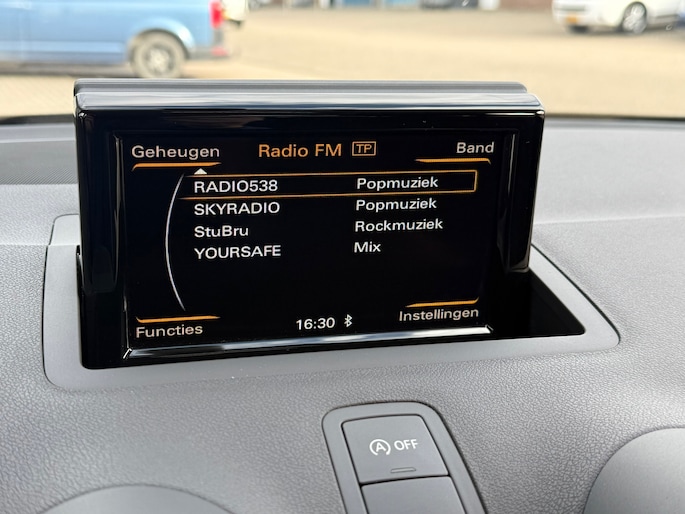 Geheugen Radio FM TP Band
RADIO538 Popmuziek
SKYRADIO Popmuziek
StuBru Rockmuziek
YOURSAFE Mix
Functies 16:30 Instellingen
A OFF